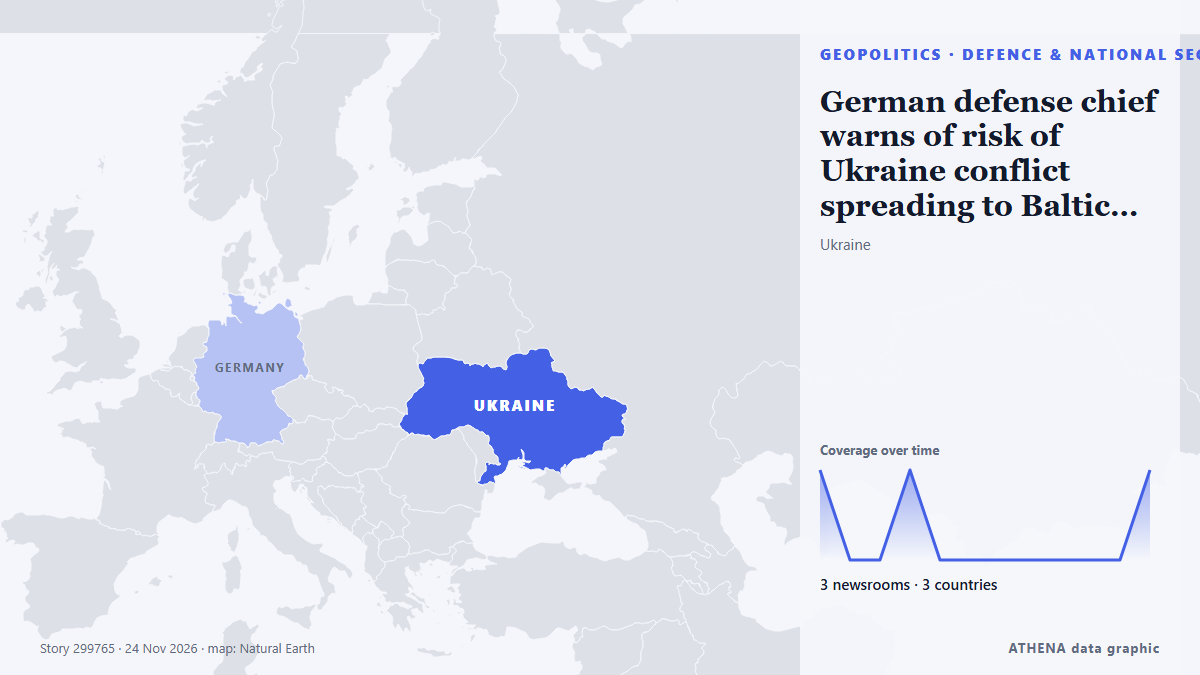 GEOPOLITICS · DEFENCE & NATIONAL
German defense chief
warns of risk of
Ukraine conflict
spreading to Baltic...
Ukraine
GERMANY
UKRAINE
Coverage over time
3 newsrooms · 3 countries
Story 299765 · 24 Nov 2026 · map: Natural Earth
ATHENA data graphic